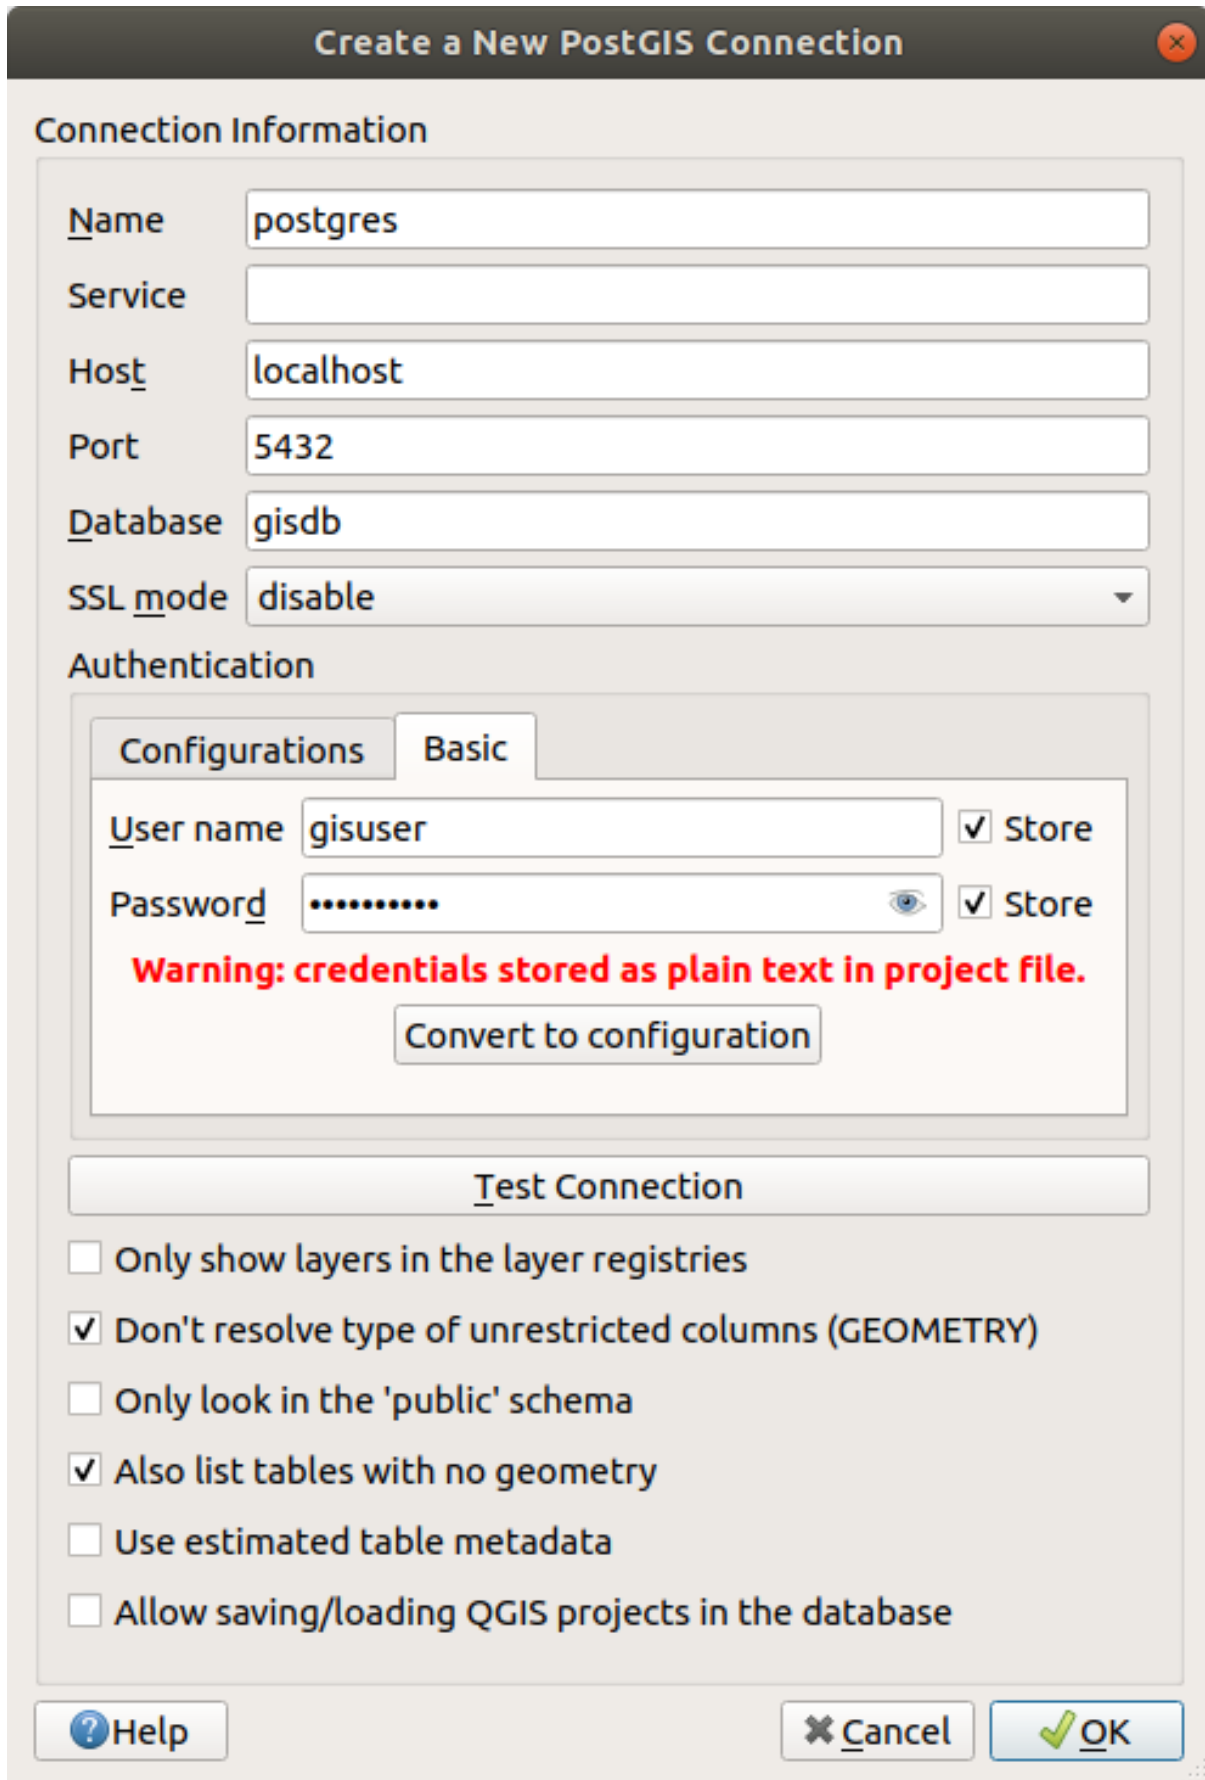 Create a New PostGIS Connection
Connection Information
Name postgres
Service
Host localhost
Port 5432
Database gisdb
SSL mode disable
Authentication
Configurations Basic
User name gisuser Store
Password •••••••••• Store
Warning: credentials stored as plain text in project file.
Convert to configuration
Test Connection
Only show layers in the layer registries
Don't resolve type of unrestricted columns (GEOMETRY)
Only look in the 'public' schema
Also list tables with no geometry
Use estimated table metadata
Allow saving/loading QGIS projects in the database
Help Cancel OK